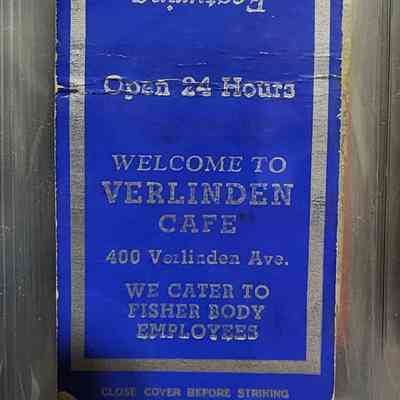 Open 24 Hours
WELCOME TO
VERLINDEN
CAFE
400 Verlinden Ave.
WE CATER TO
FISHER BODY
EMPLOYEES
CLOSE COVER BEFORE STRIKING